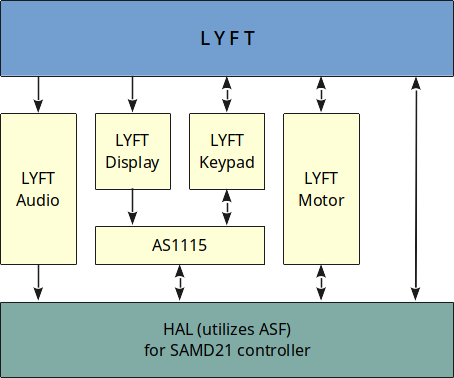 LYFT
LYFT
Audio
LYFT
Display
LYFT
Keypad
LYFT
Motor
AS1115
HAL (utilizes ASF)
for SAMD21 controller